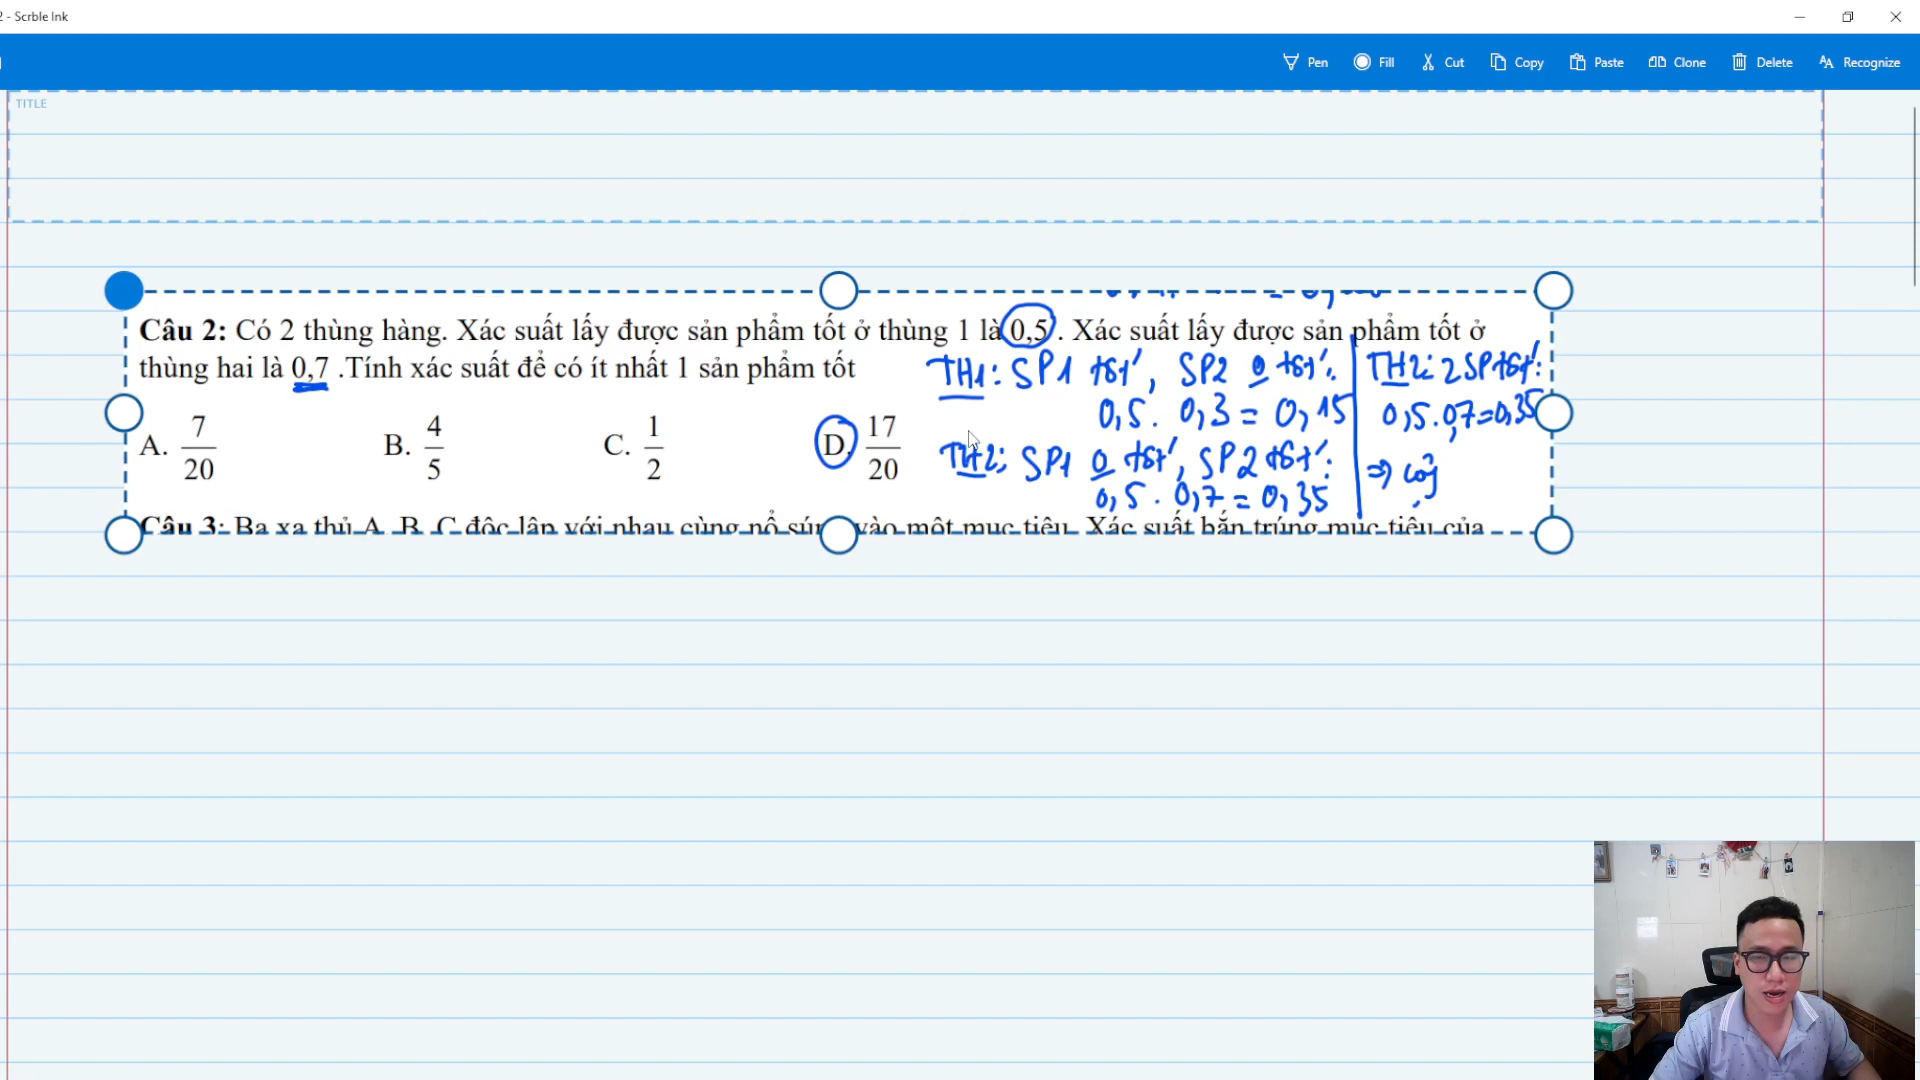 2 - Scrble Ink
Pen Fill Cut Copy Paste Clone Delete Recognize
TITLE
Câu 2: Có 2 thùng hàng. Xác suất lấy được sản phẩm tốt ở thùng 1 là 0,5 . Xác suất lấy được sản phẩm tốt ở
thùng hai là 0,7 .Tính xác suất để có ít nhất 1 sản phẩm tốt
A. 7/20 B. 4/5 C. 1/2 D. 17/20
TH1: SP1 tốt, SP2 o tốt:
0,5. 0,3 = 0,15
TH2: SP1 o tốt, SP2 tốt:
0,5 . 0,7 = 0,35
TH2: 2 SP tốt:
0,5.0,7=0,35
⇒ cộng
Câu 3: Ba xạ thủ A, B, C độc lập với nhau cùng nổ súng vào một mục tiêu. Xác suất bắn trúng mục tiêu của